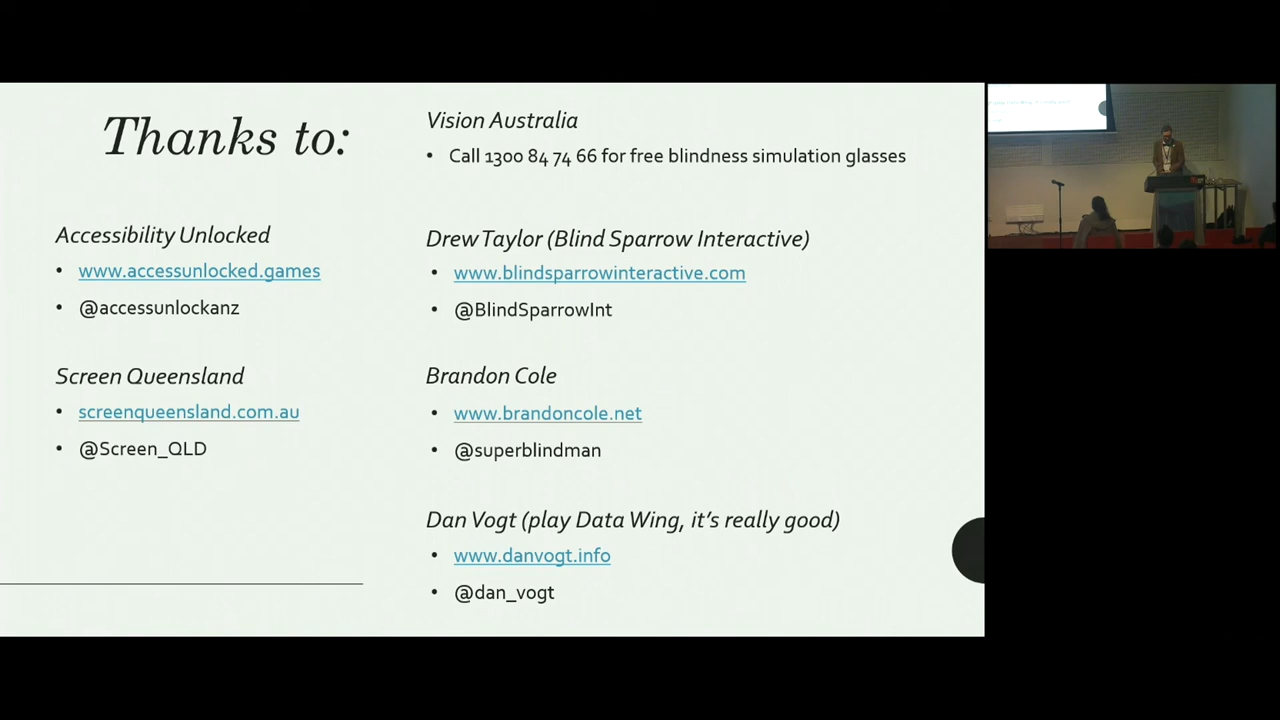 Thanks to:
Accessibility Unlocked
• www.accessunlocked.games
• @accessunlockanz
Screen Queensland
• screenqueensland.com.au
• @Screen_QLD
Vision Australia
• Call 1300 84 74 66 for free blindness simulation glasses
Drew Taylor (Blind Sparrow Interactive)
• www.blindsparrowinteractive.com
• @BlindSparrowInt
Brandon Cole
• www.brandoncole.net
• @superblindman
Dan Vogt (play Data Wing, it's really good)
• www.danvogt.info
• @dan_vogt